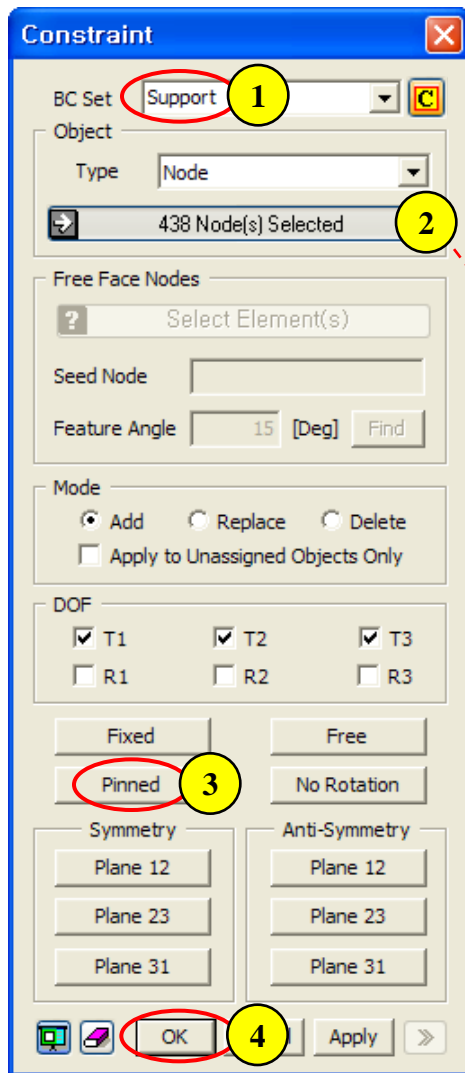 Constraint
BC Set Support 1 C
Object
Type Node
438 Node(s) Selected 2
Free Face Nodes
? Select Element(s)
Seed Node
Feature Angle 15 [Deg] Find
Mode
Add Replace Delete
Apply to Unassigned Objects Only
DOF
T1 T2 T3
R1 R2 R3
Fixed Free
Pinned 3 No Rotation
Symmetry Anti-Symmetry
Plane 12 Plane 12
Plane 23 Plane 23
Plane 31 Plane 31
OK 4 Apply